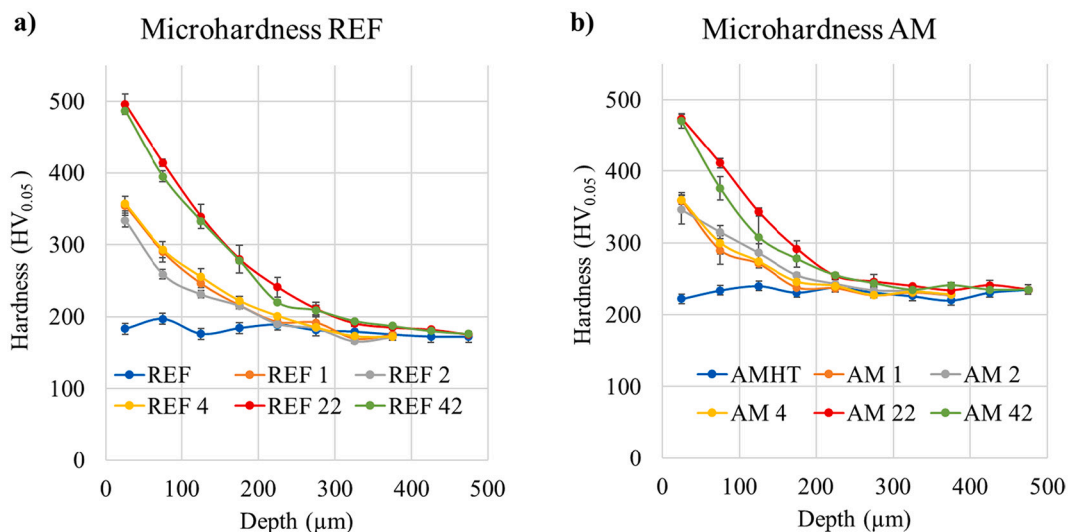 a)
Microhardness REF
Hardness (HV0.05)
500
400
300
200
100
0
REF
REF 1
REF 2
REF 4
REF 22
REF 42
0
100
200
300
400
500
Depth (µm)
b)
Microhardness AM
Hardness (HV0.05)
500
400
300
200
100
0
AMHT
AM 1
AM 2
AM 4
AM 22
AM 42
0
100
200
300
400
500
Depth (µm)